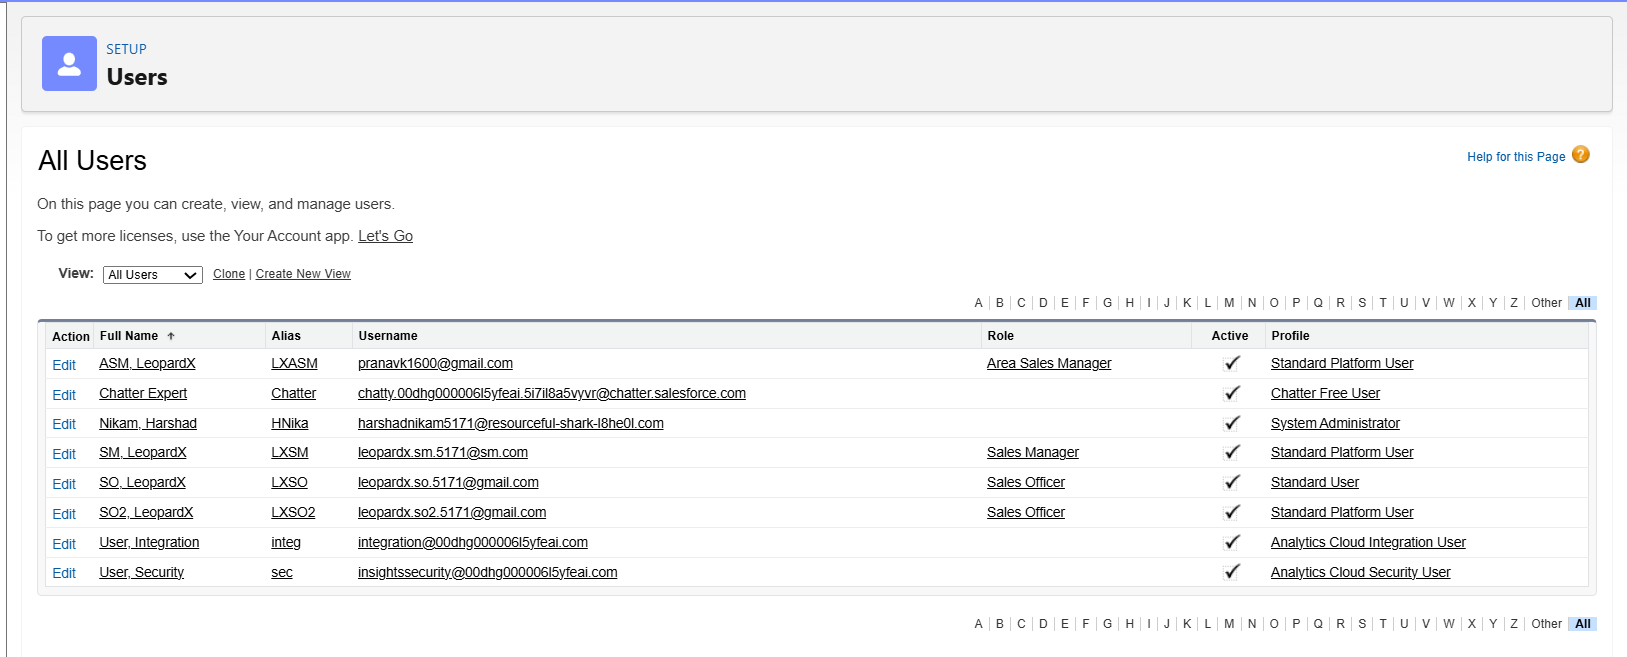 SETUP
Users
All Users
Help for this Page ?
On this page you can create, view, and manage users.
To get more licenses, use the Your Account app. Let's Go
View: All Users Clone | Create New View
A | B | C | D | E | F | G | H | I | J | K | L | M | N | O | P | Q | R | S | T | U | V | W | X | Y | Z | Other All
Action Full Name ↑ Alias Username Role Active Profile
Edit ASM, LeopardX LXASM pranavk1600@gmail.com Area Sales Manager ✓ Standard Platform User
Edit Chatter Expert Chatter chatty.00dhg000006l5yfeai.5i7il8a5vyvr@chatter.salesforce.com ✓ Chatter Free User
Edit Nikam, Harshad HNika harshadnikam5171@resourceful-shark-l8he0l.com ✓ System Administrator
Edit SM, LeopardX LXSM leopardx.sm.5171@sm.com Sales Manager ✓ Standard Platform User
Edit SO, LeopardX LXSO leopardx.so.5171@gmail.com Sales Officer ✓ Standard User
Edit SO2, LeopardX LXSO2 leopardx.so2.5171@gmail.com Sales Officer ✓ Standard Platform User
Edit User, Integration integ integration@00dhg000006l5yfeai.com ✓ Analytics Cloud Integration User
Edit User, Security sec insightssecurity@00dhg000006l5yfeai.com ✓ Analytics Cloud Security User
A | B | C | D | E | F | G | H | I | J | K | L | M | N | O | P | Q | R | S | T | U | V | W | X | Y | Z | Other All